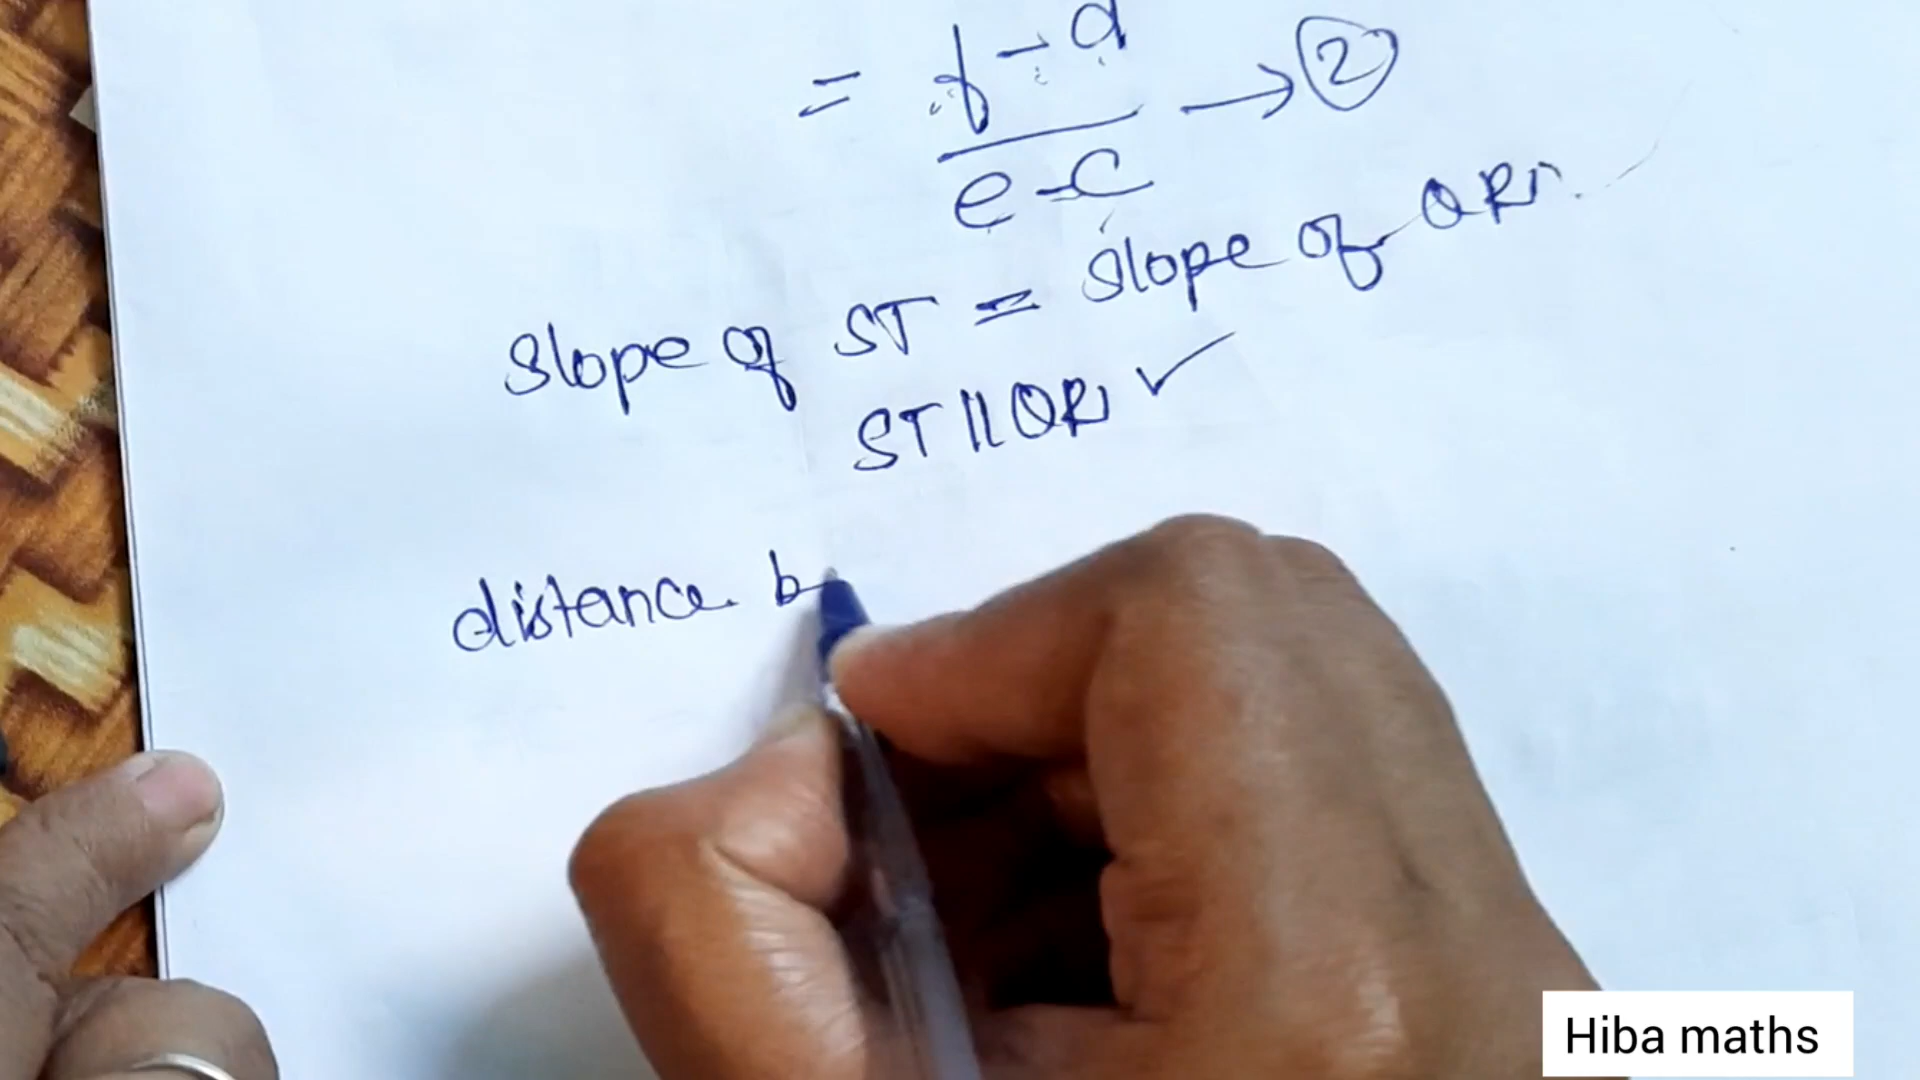 = f - d → 2
e - c
Slope of ST = Slope of QR.
ST || QR ✓
distance b
Hiba maths